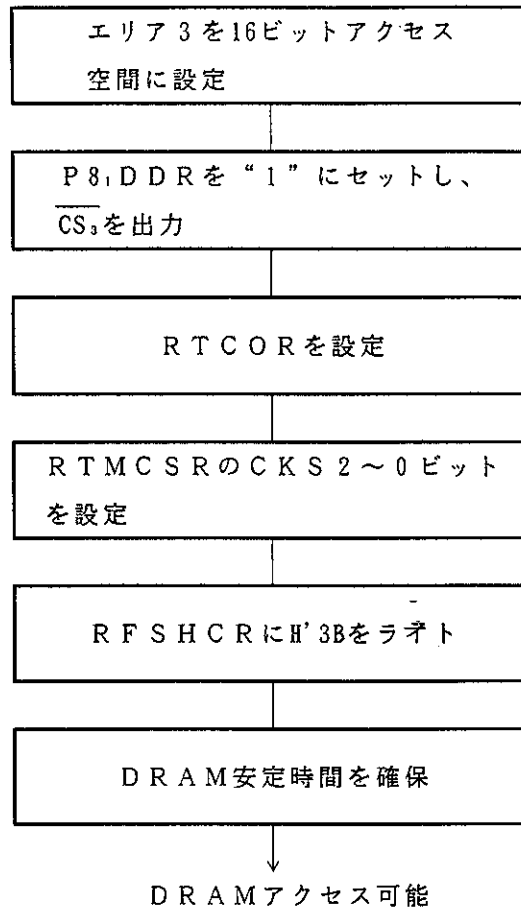 エリア3を16ビットアクセス
空間に設定
P8₁DDRを“1”にセットし、
CS₃を出力
RTCORを設定
RTMCSRのCKS2～0ビット
を設定
RFSHCRにH'3Bをライト
DRAM安定時間を確保
DRAMアクセス可能